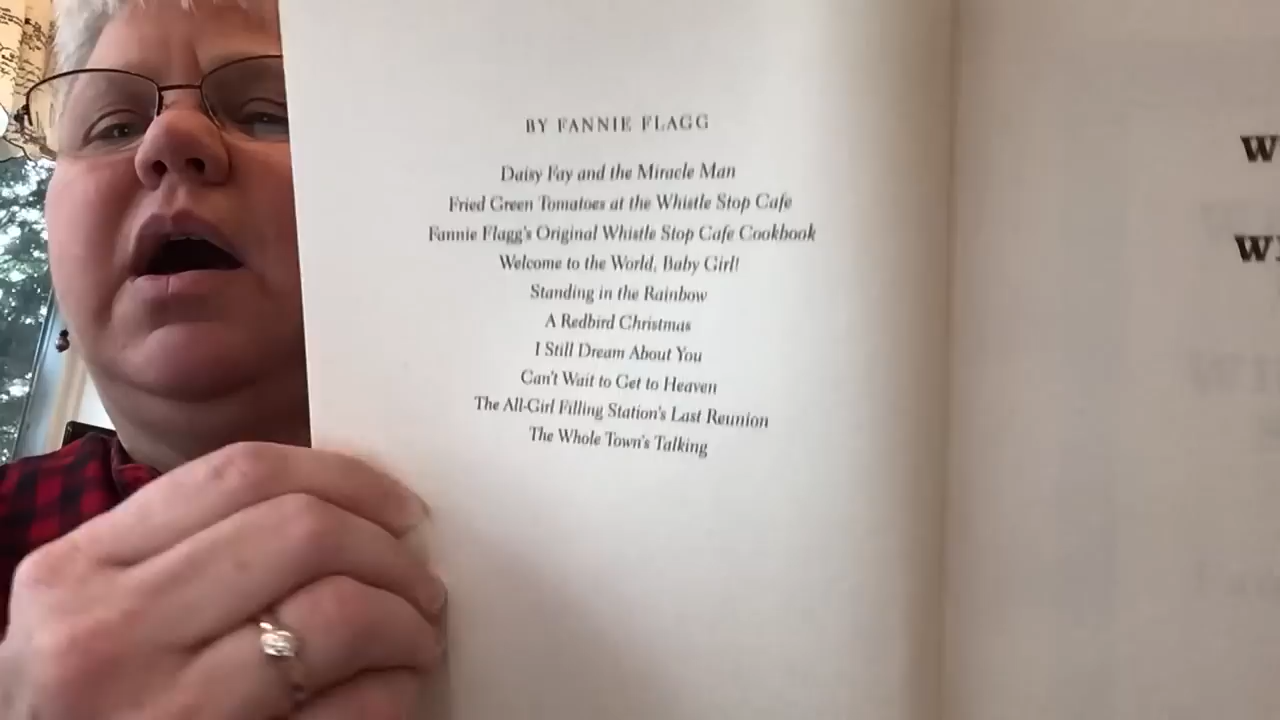 BY FANNIE FLAGG
Daisy Fay and the Miracle Man
Fried Green Tomatoes at the Whistle Stop Cafe
Fannie Flagg's Original Whistle Stop Cafe Cookbook
Welcome to the World, Baby Girl!
Standing in the Rainbow
A Redbird Christmas
I Still Dream About You
Can't Wait to Get to Heaven
The All-Girl Filling Station's Last Reunion
The Whole Town's Talking